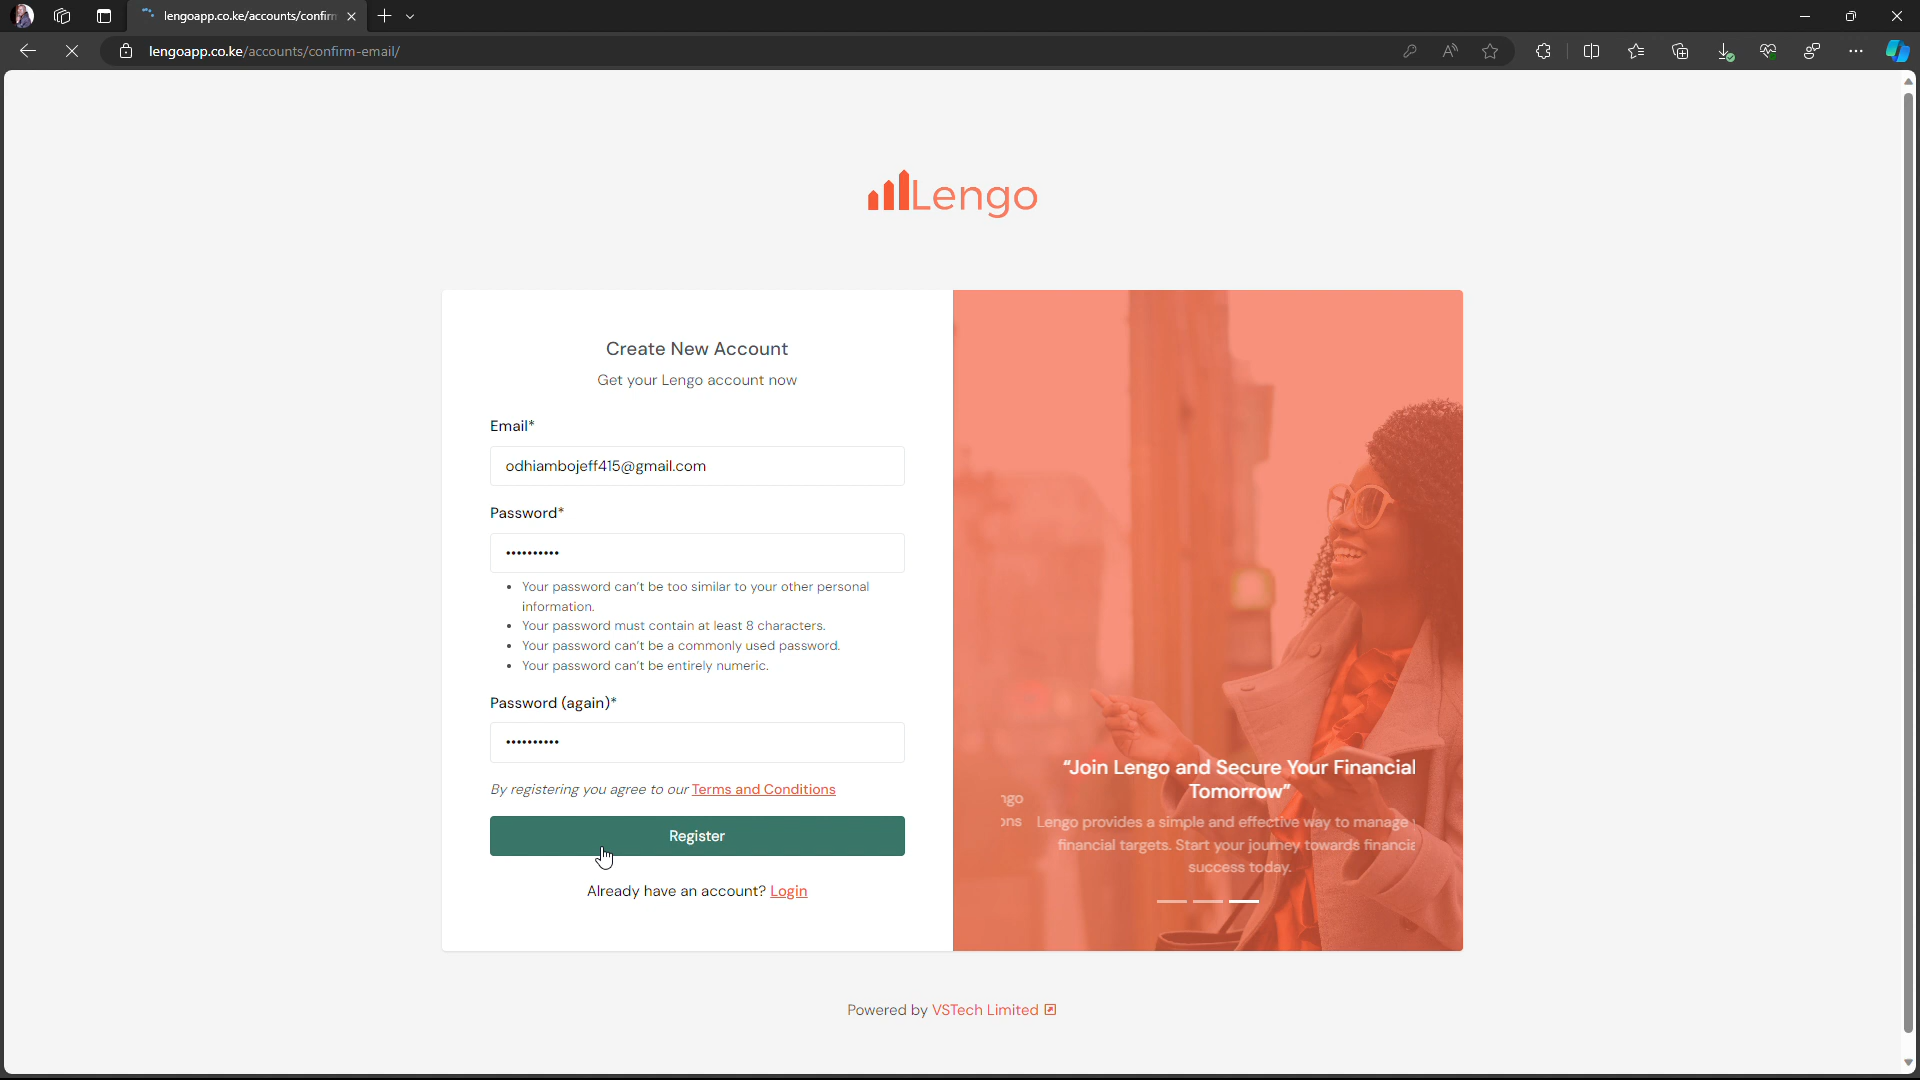 lengoapp.co.ke/accounts/confirm
lengoapp.co.ke/accounts/confirm-email/
Lengo
Create New Account
Get your Lengo account now
Email*
odhiambojeff415@gmail.com
Password*
••••••••••
• Your password can't be too similar to your other personal
information.
• Your password must contain at least 8 characters.
• Your password can't be a commonly used password.
• Your password can't be entirely numeric.
Password (again)*
••••••••••
By registering you agree to our Terms and Conditions
Register
Already have an account? Login
"Join Lengo and Secure Your Financial
Tomorrow"
Lengo provides a simple and effective way to manage
financial targets. Start your journey towards
success today.
Powered by VSTech Limited